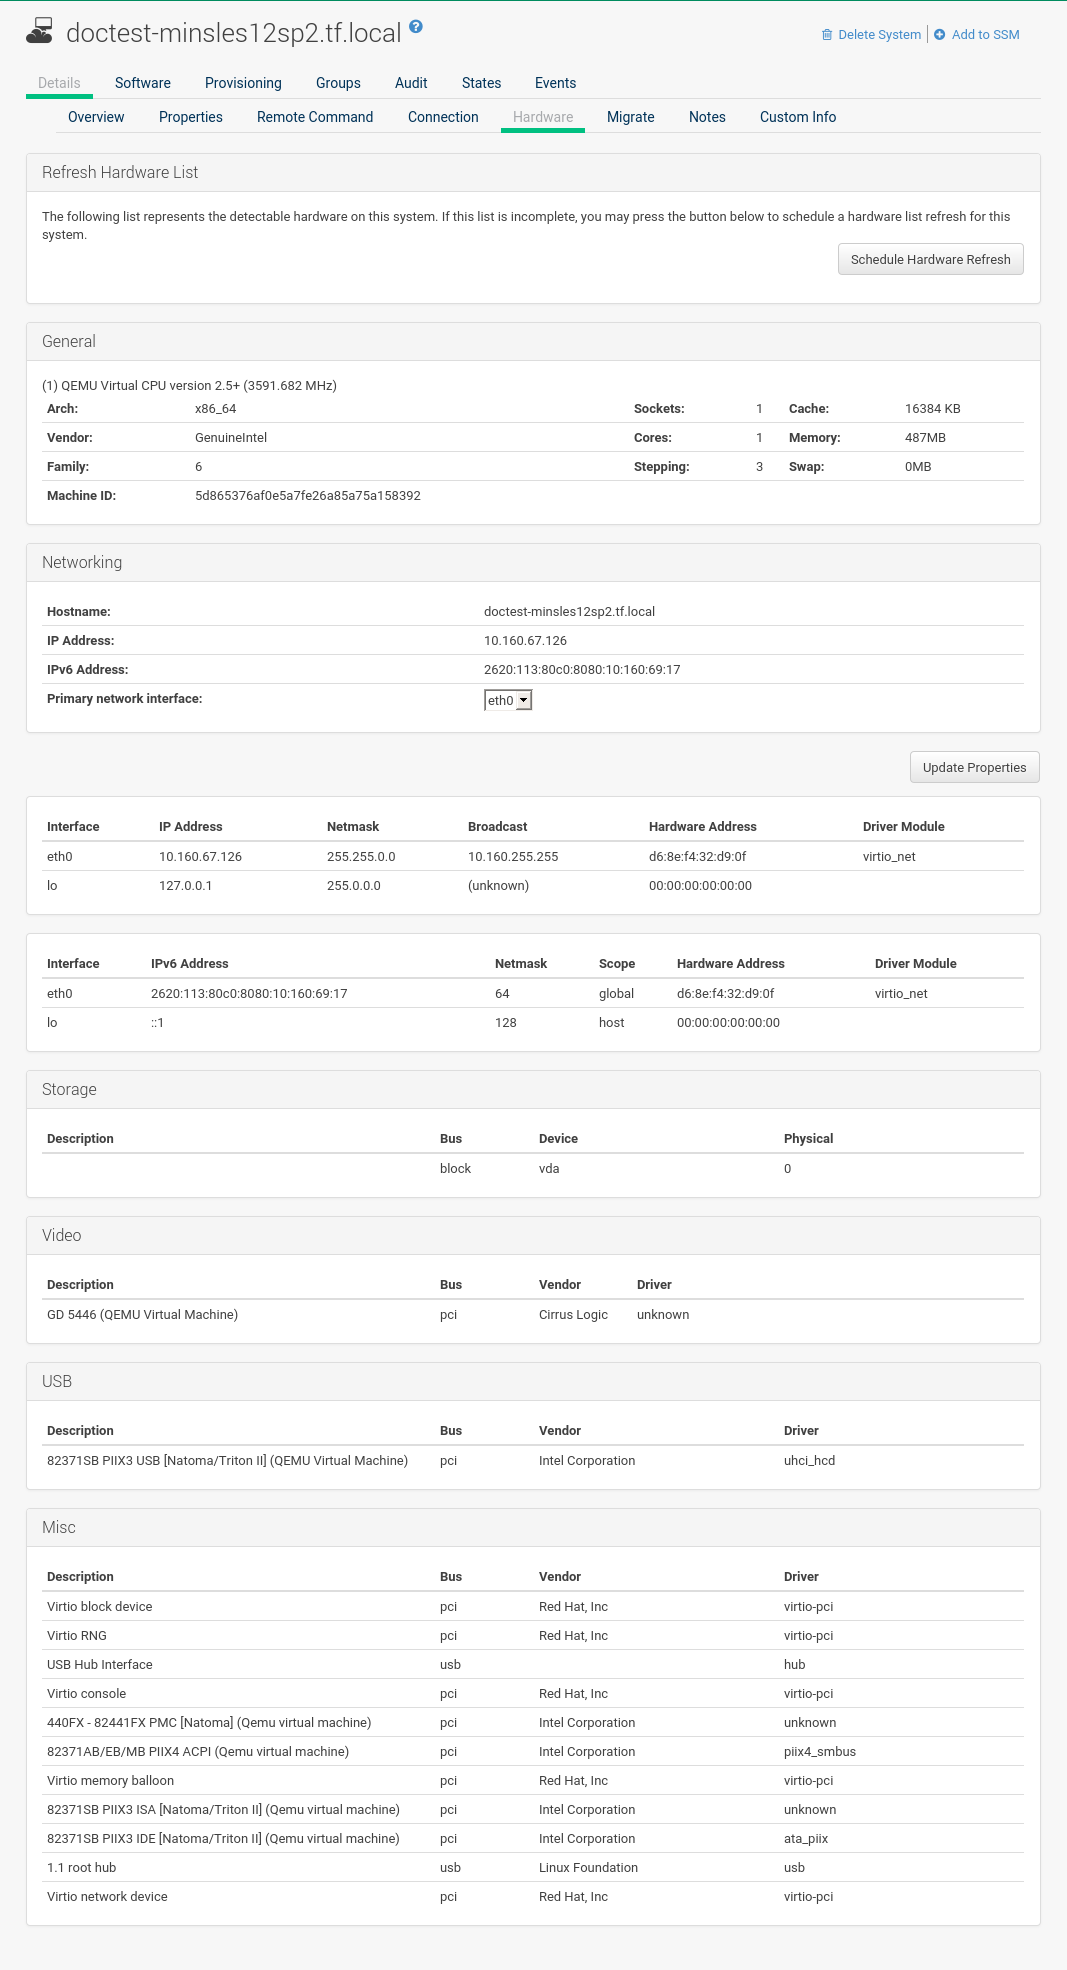 doctest-minsles12sp2.tf.local ?
Delete System Add to SSM
Details Software Provisioning Groups Audit States Events
Overview Properties Remote Command Connection Hardware Migrate Notes Custom Info
Refresh Hardware List
The following list represents the detectable hardware on this system. If this list is incomplete, you may press the button below to schedule a hardware list refresh for this
system.
Schedule Hardware Refresh
General
(1) QEMU Virtual CPU version 2.5+ (3591.682 MHz)
Arch: x86_64 Sockets: 1 Cache: 16384 KB
Vendor: GenuineIntel Cores: 1 Memory: 487MB
Family: 6 Stepping: 3 Swap: 0MB
Machine ID: 5d865376af0e5a7fe26a85a75a158392
Networking
Hostname: doctest-minsles12sp2.tf.local
IP Address: 10.160.67.126
IPv6 Address: 2620:113:80c0:8080:10:160:69:17
Primary network interface: eth0
Update Properties
Interface IP Address Netmask Broadcast Hardware Address Driver Module
eth0 10.160.67.126 255.255.0.0 10.160.255.255 d6:8e:f4:32:d9:0f virtio_net
lo 127.0.0.1 255.0.0.0 (unknown) 00:00:00:00:00:00
Interface IPv6 Address Netmask Scope Hardware Address Driver Module
eth0 2620:113:80c0:8080:10:160:69:17 64 global d6:8e:f4:32:d9:0f virtio_net
lo ::1 128 host 00:00:00:00:00:00
Storage
Description Bus Device Physical
block vda 0
Video
Description Bus Vendor Driver
GD 5446 (QEMU Virtual Machine) pci Cirrus Logic unknown
USB
Description Bus Vendor Driver
82371SB PIIX3 USB [Natoma/Triton II] (QEMU Virtual Machine) pci Intel Corporation uhci_hcd
Misc
Description Bus Vendor Driver
Virtio block device pci Red Hat, Inc virtio-pci
Virtio RNG pci Red Hat, Inc virtio-pci
USB Hub Interface usb hub
Virtio console pci Red Hat, Inc virtio-pci
440FX - 82441FX PMC [Natoma] (Qemu virtual machine) pci Intel Corporation unknown
82371AB/EB/MB PIIX4 ACPI (Qemu virtual machine) pci Intel Corporation piix4_smbus
Virtio memory balloon pci Red Hat, Inc virtio-pci
82371SB PIIX3 ISA [Natoma/Triton II] (Qemu virtual machine) pci Intel Corporation unknown
82371SB PIIX3 IDE [Natoma/Triton II] (Qemu virtual machine) pci Intel Corporation ata_piix
1.1 root hub usb Linux Foundation usb
Virtio network device pci Red Hat, Inc virtio-pci